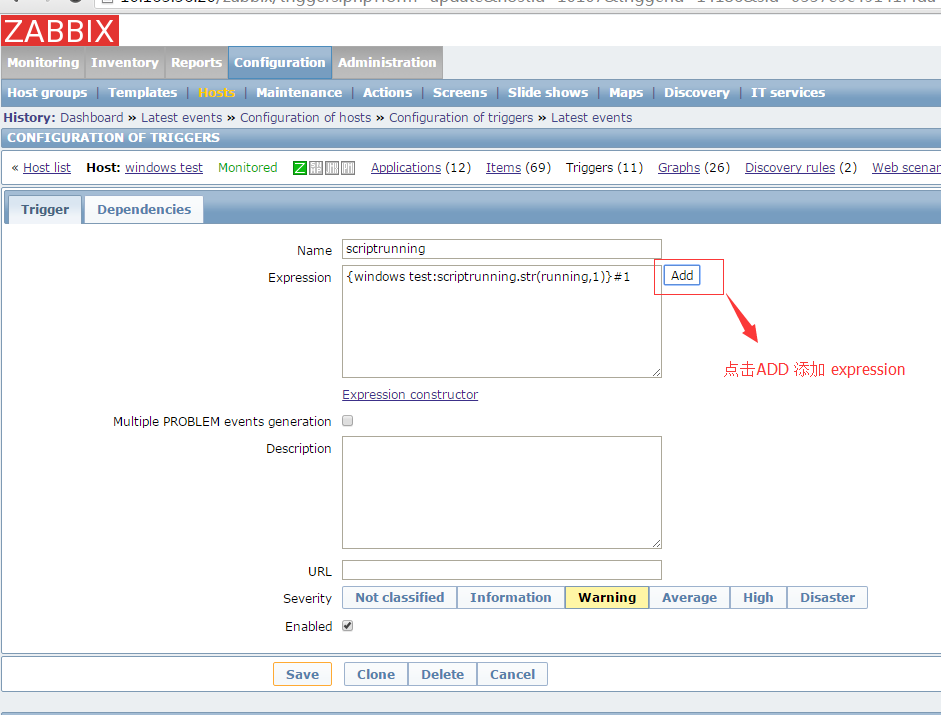 ZABBIX
Monitoring Inventory Reports Configuration Administration
Host groups | Templates | Hosts | Maintenance | Actions | Screens | Slide shows | Maps | Discovery | IT services
History: Dashboard » Latest events » Configuration of hosts » Configuration of triggers » Latest events
CONFIGURATION OF TRIGGERS
« Host list Host: windows test Monitored Z Applications (12) Items (69) Triggers (11) Graphs (26) Discovery rules (2) Web scenar
Trigger Dependencies
Name scriptrunning
Expression {windows test:scriptrunning.str(running,1)}#1 Add
点击ADD 添加 expression
Expression constructor
Multiple PROBLEM events generation
Description
URL
Severity Not classified Information Warning Average High Disaster
Enabled
Save Clone Delete Cancel